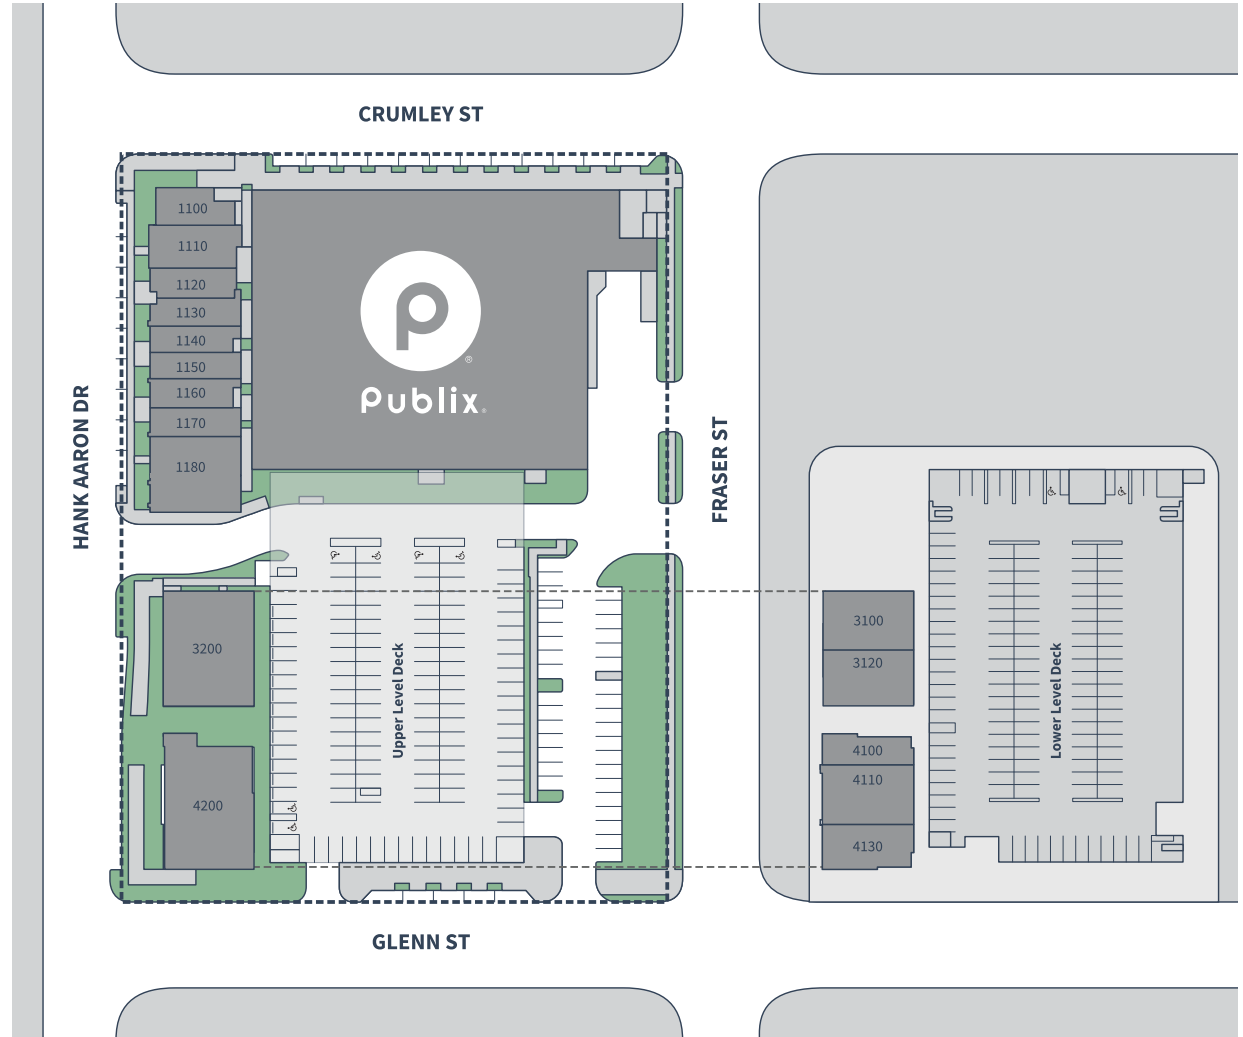 CRUMLEY ST
1100
1110
1120
1130
1140
1150
1160
1170
1180
Publix®
®
HANK AARON DR
FRASER ST
3200
4200
Upper Level Deck
3100
3120
4100
4110
4130
Lower Level Deck
GLENN ST